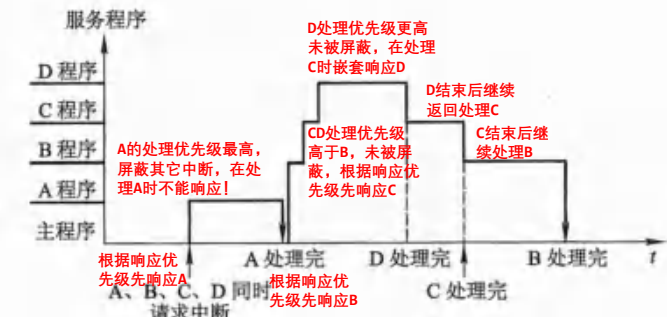 服务程序
D处理优先级更高
未被屏蔽，在处理
C时嵌套响应D
D 程序
D结束后继续
返回处理C
C 程序
A的处理优先级最高，
屏蔽其它中断，在处
理A时不能响应！
CD处理优先级
高于B，未被屏
蔽，根据响应优
先级先响应C
C结束后继
续处理B
B 程序
A 程序
主程序
t
根据响应优
先级先响应A
A 处理完
D 处理完
B 处理完
根据响应优
先级先响应B
A、B、C、D 同时
请求中断
C 处理完